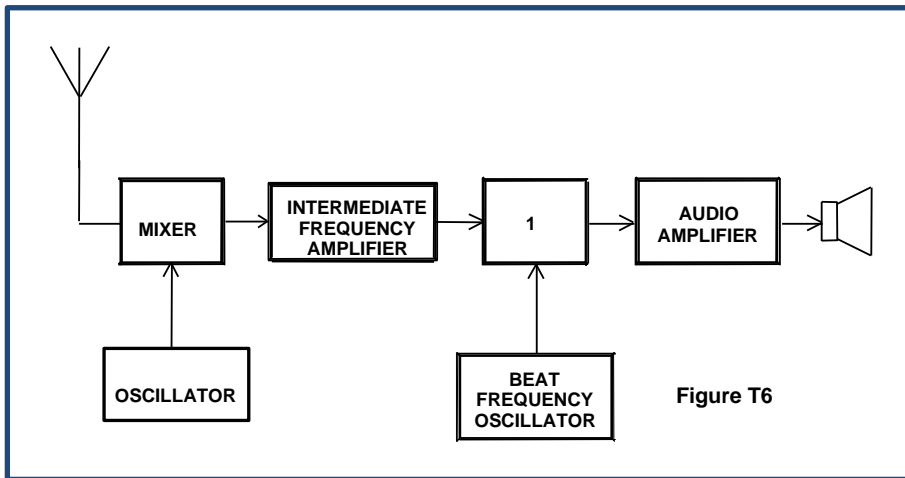 MIXER
INTERMEDIATE
FREQUENCY
AMPLIFIER
1
AUDIO
AMPLIFIER
OSCILLATOR
BEAT
FREQUENCY
OSCILLATOR
Figure T6